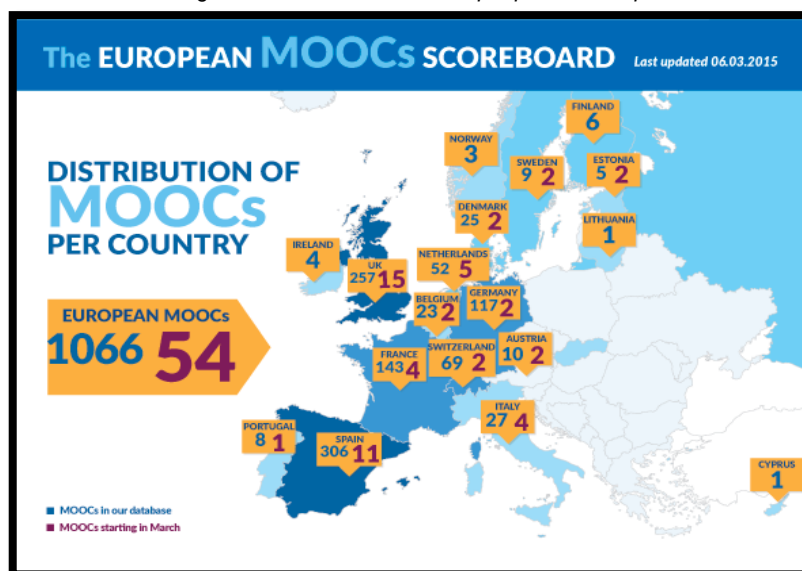 The EUROPEAN MOOCs SCOREBOARD Last updated 06.03.2015
DISTRIBUTION OF
MOOCs
PER COUNTRY
EUROPEAN MOOCs
1066 54
FINLAND
6
NORWAY
3
SWEDEN
9 2
ESTONIA
5 2
DENMARK
25 2
LITHUANIA
1
IRELAND
4
UK
257 15
NETHERLANDS
52 5
BELGIUM
23 2
GERMANY
117 2
FRANCE
143 4
SWITZERLAND
69 2
AUSTRIA
10 2
ITALY
27 4
PORTUGAL
8 1
SPAIN
306 11
CYPRUS
1
MOOCs in our database
MOOCs starting in March